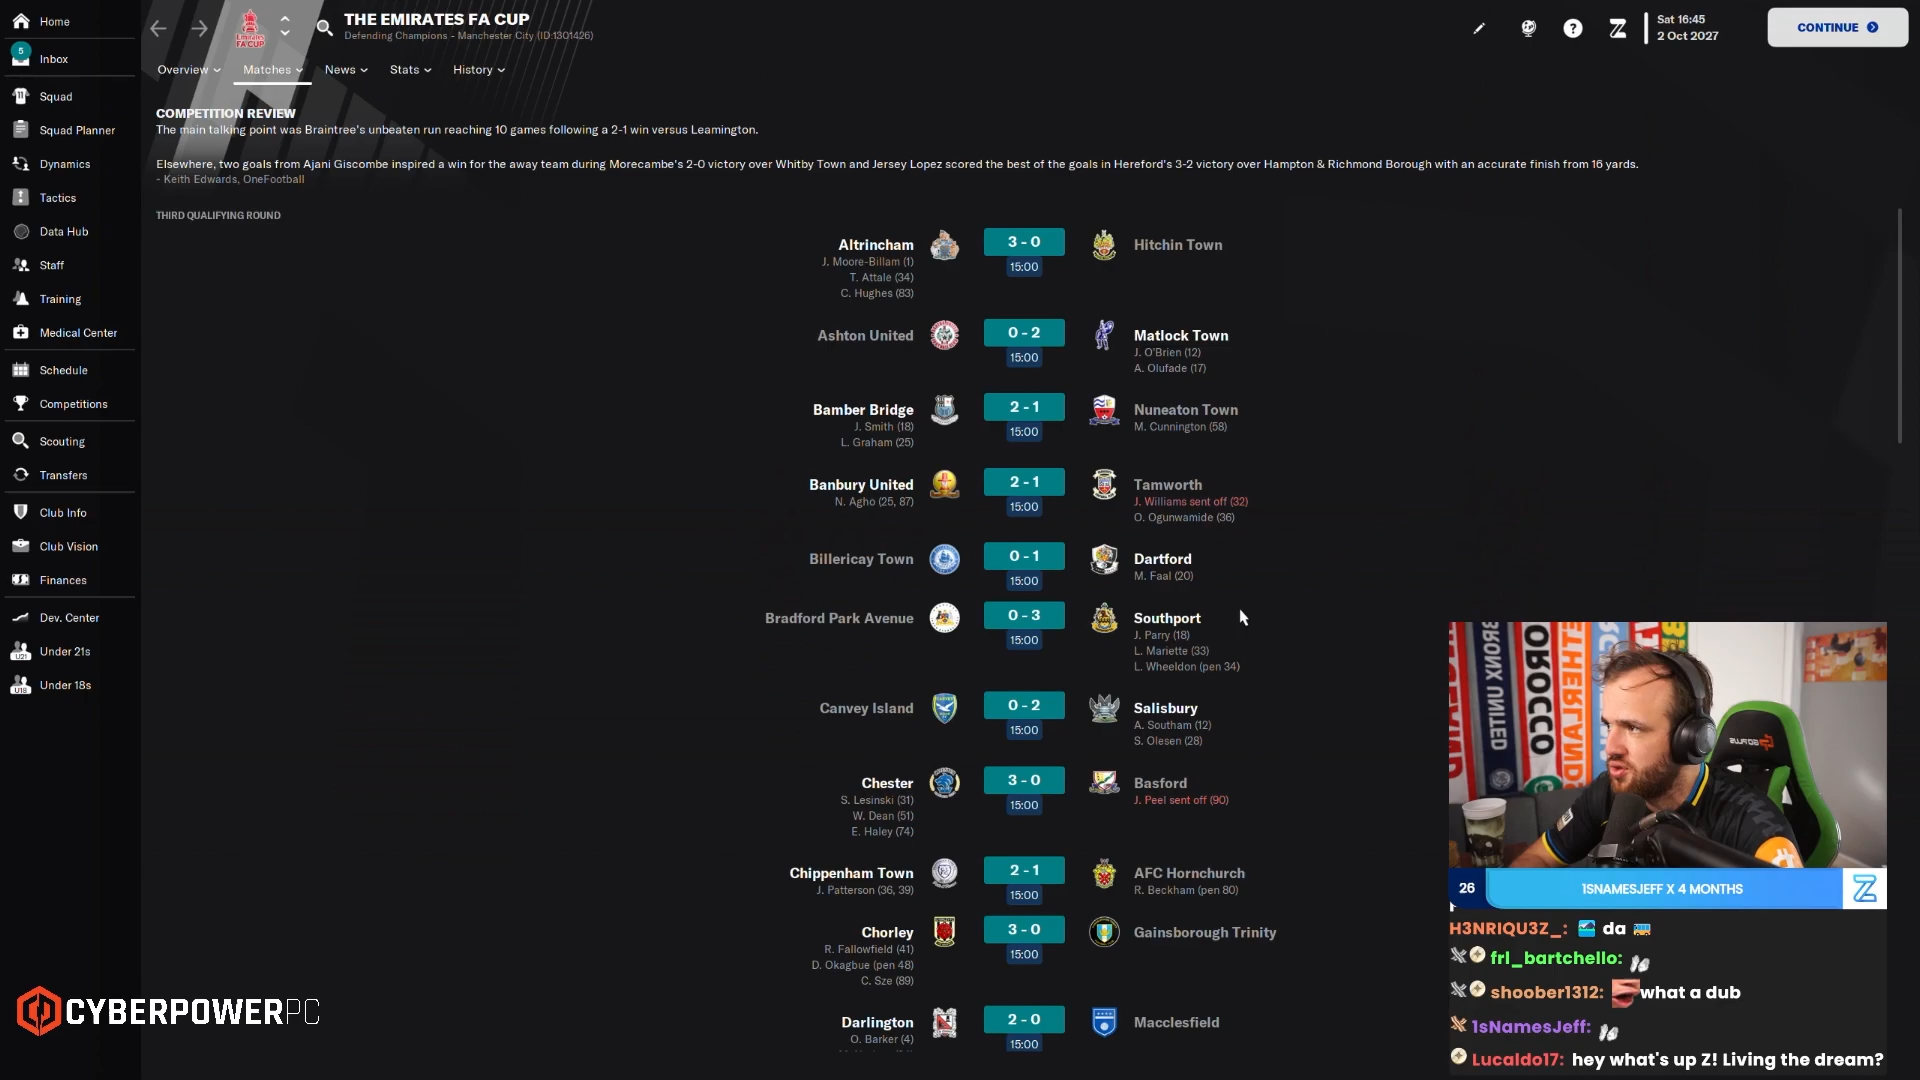 Home
5
Inbox
11
Squad
Squad Planner
Dynamics
Tactics
Data Hub
Staff
Training
Medical Center
Schedule
Competitions
Scouting
Transfers
Club Info
Club Vision
Finances
Dev. Center
U21
Under 21s
U18
Under 18s
Emirates
FA CUP
THE EMIRATES FA CUP
Defending Champions - Manchester City (ID:1301426)
Sat 16:45
2 Oct 2027
CONTINUE
Overview
Matches
News
Stats
History
COMPETITION REVIEW
The main talking point was Braintree's unbeaten run reaching 10 games following a 2-1 win versus Leamington.
Elsewhere, two goals from Ajani Giscombe inspired a win for the away team during Morecambe's 2-0 victory over Whitby Town and Jersey Lopez scored the best of the goals in Hereford's 3-2 victory over Hampton & Richmond Borough with an accurate finish from 16 yards.
- Keith Edwards, OneFootball
THIRD QUALIFYING ROUND
Altrincham 3 - 0 Hitchin Town
J. Moore-Billam (1) 15:00
T. Attale (34)
C. Hughes (83)
Ashton United 0 - 2 Matlock Town
15:00 J. O'Brien (12)
A. Olufade (17)
Bamber Bridge 2 - 1 Nuneaton Town
J. Smith (18) 15:00 M. Cunnington (58)
L. Graham (25)
Banbury United 2 - 1 Tamworth
N. Agho (25, 87) 15:00 J. Williams sent off (32)
O. Ogunwamide (36)
Billericay Town 0 - 1 Dartford
15:00 M. Faal (20)
Bradford Park Avenue 0 - 3 Southport
15:00 J. Parry (18)
L. Mariette (33)
L. Wheeldon (pen 34)
Canvey Island 0 - 2 Salisbury
15:00 A. Southam (12)
S. Olesen (28)
Chester 3 - 0 Basford
S. Lesinski (31) 15:00 J. Peel sent off (90)
W. Dean (51)
E. Haley (74)
Chippenham Town 2 - 1 AFC Hornchurch
J. Patterson (36, 39) 15:00 R. Beckham (pen 80)
Chorley 3 - 0 Gainsborough Trinity
R. Fallowfield (41) 15:00
D. Okagbue (pen 48)
C. Sze (89)
Darlington 2 - 0 Macclesfield
O. Barker (4) 15:00
CYBERPOWERPC
BRONX UNITED
MOROCCO
NETHERLAND
26 1SNAMESJEFF X 4 MONTHS
H3NRIQU3Z_: da
frl_bartchello:
shoober1312: what a dub
1sNamesJeff:
Lucaldo17: hey what's up Z! Living the dream?